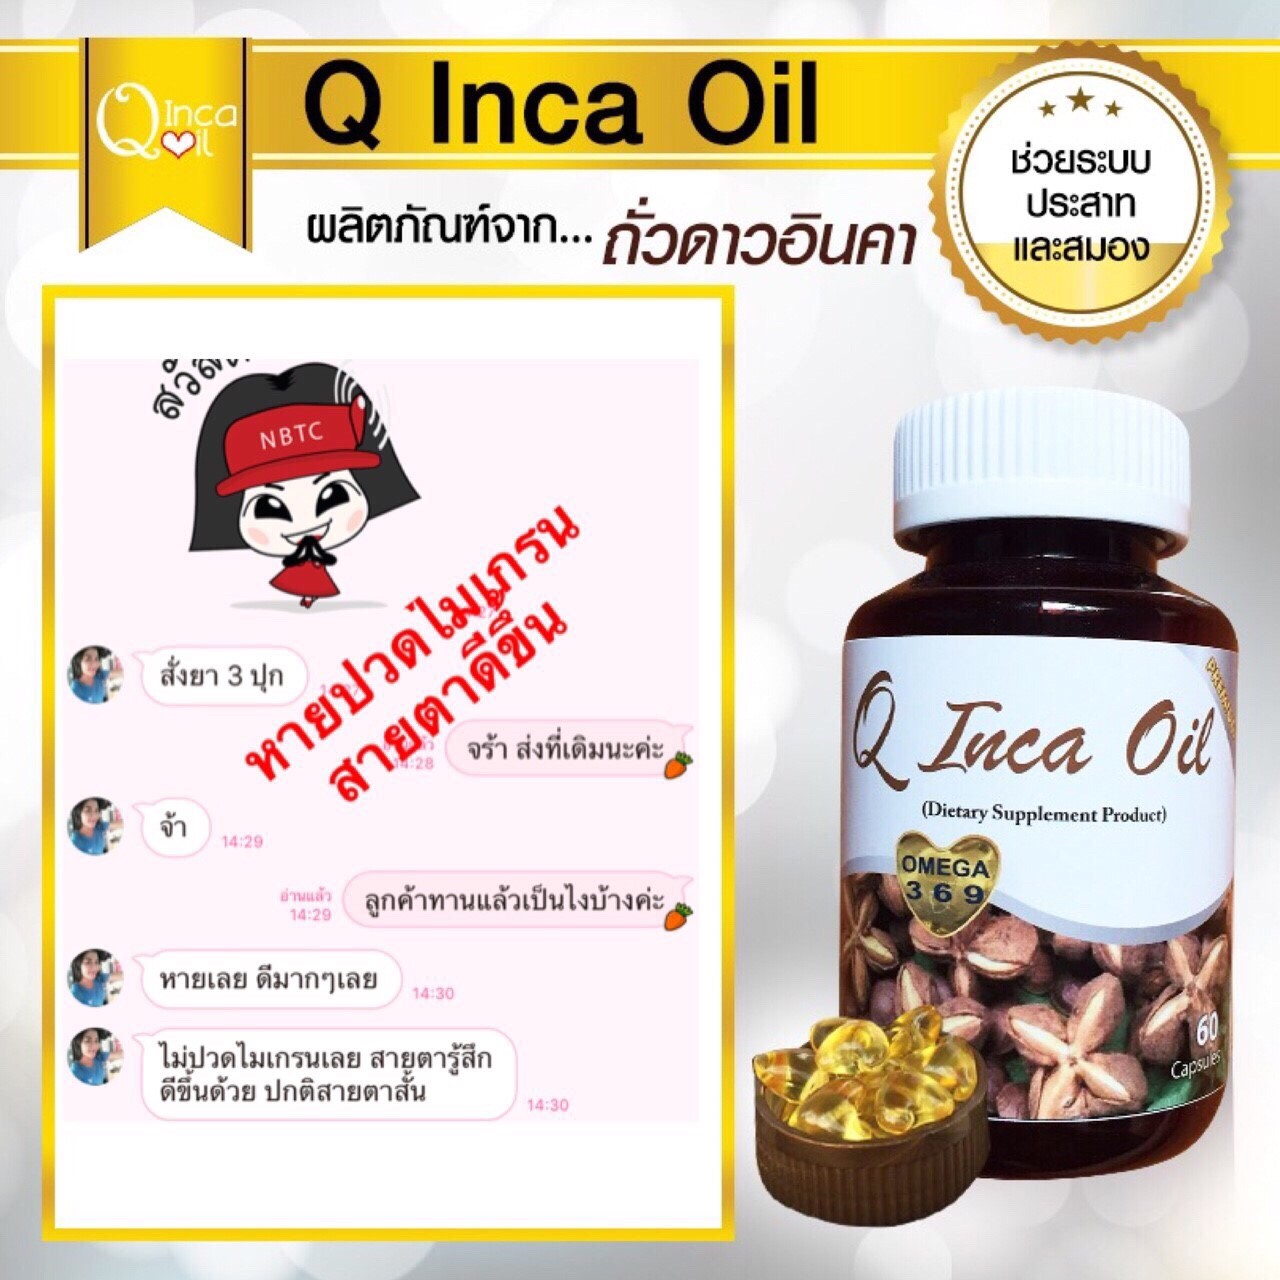 Q Inca Oil
Q Inca
il
ช่วยระบบ
ประสาท
และสมอง
ผลิตภัณฑ์จาก... ถั่วดาวอินคา
NBTC
หายปวดไมเกรน
สายตาดีขึ้น
สั่งยา 3 ปุก
จร้า ส่งที่เดิมนะค่ะ
14:28
จ้า
14:29
อ่านแล้ว
14:29
ลูกค้าทานแล้วเป็นไงบ้างค่ะ
หายเลย ดีมากๆเลย
14:30
ไม่ปวดไมเกรนเลย สายตารู้สึก
ดีขึ้นด้วย ปกติสายตาสั้น
14:30
PREMIUM
Q Inca Oil
(Dietary Supplement Product)
OMEGA
3 6 9
60
Capsules